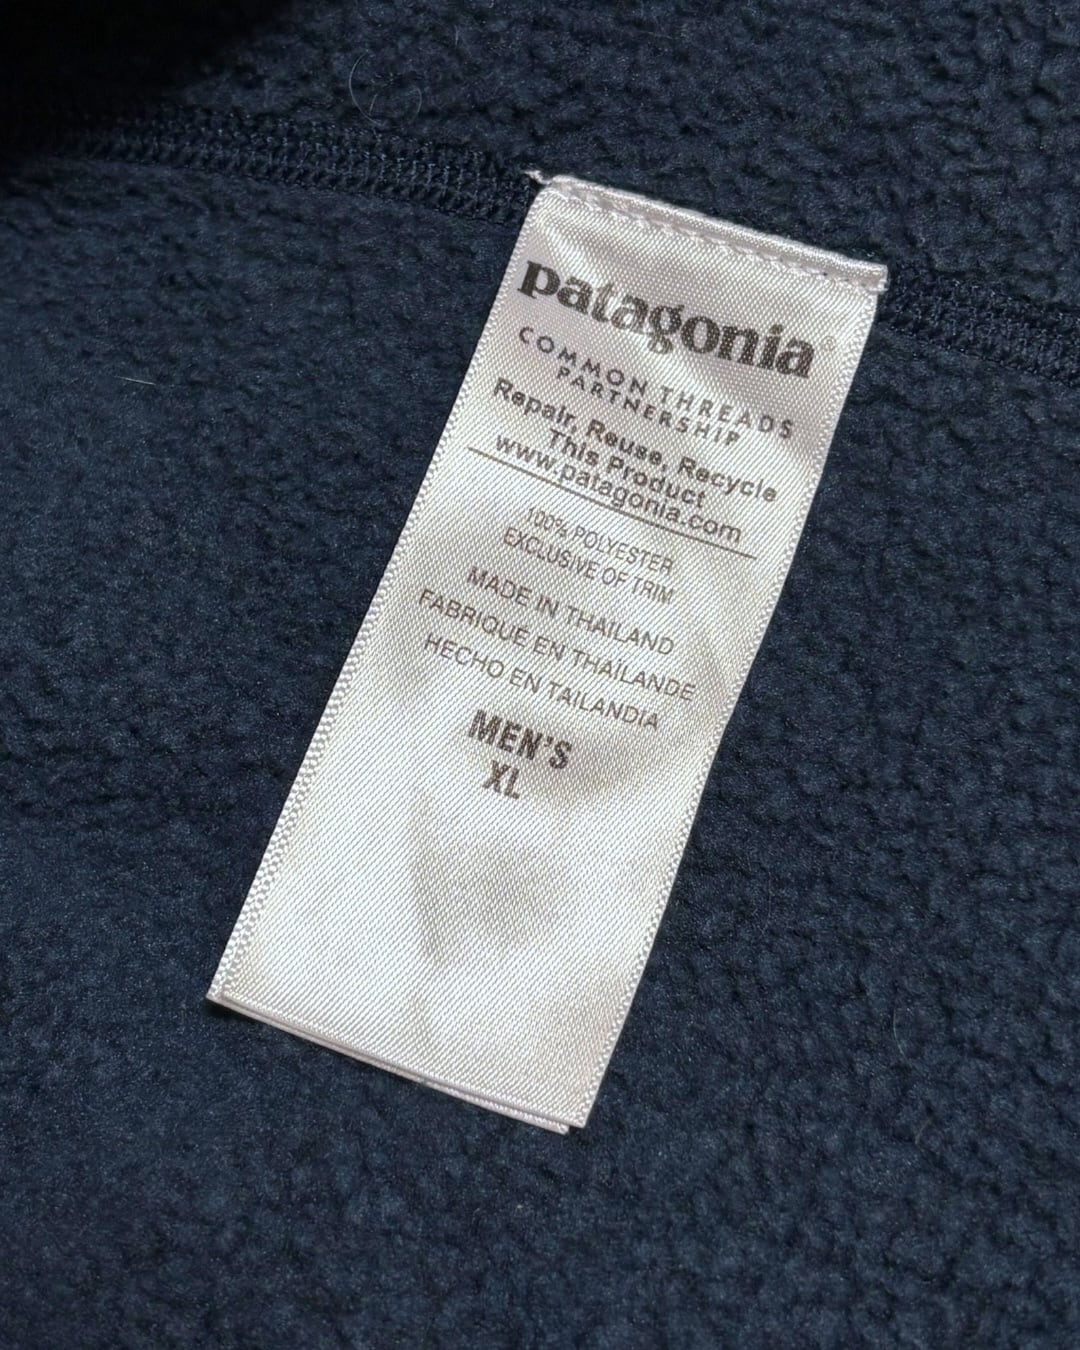 patagonia®
COMMON THREADS
PARTNERSHIP
Repair, Reuse, Recycle
This Product
www.patagonia.com
100% POLYESTER
EXCLUSIVE OF TRIM
MADE IN THAILAND
FABRIQUE EN THAILANDE
HECHO EN TAILANDIA
MEN'S
XL